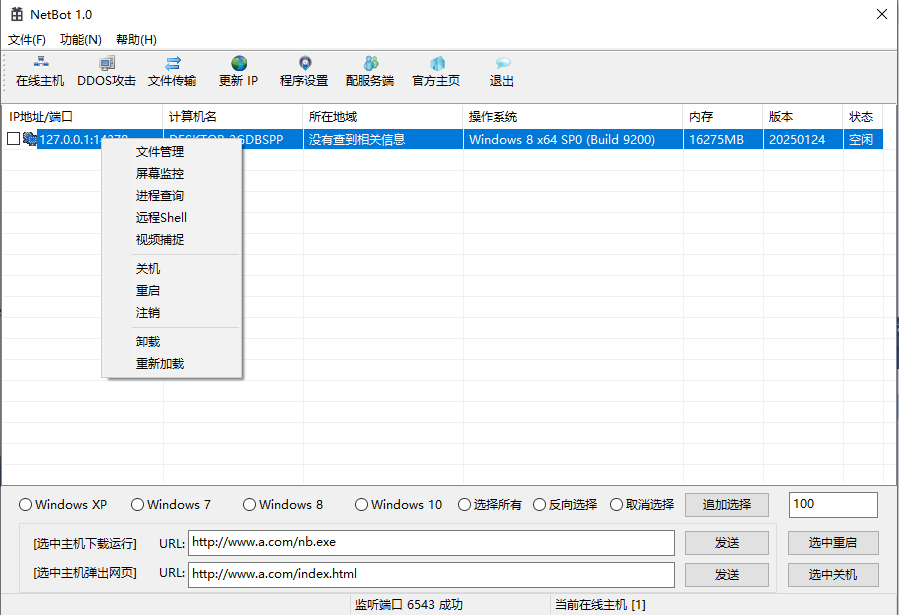 NetBot 1.0
文件(F) 功能(N) 帮助(H)
在线主机 DDOS攻击 文件传输 更新 IP 程序设置 配服务端 官方主页 退出
IP地址/端口 计算机名 所在地域 操作系统 内存 版本 状态
127.0.0.1: 没有查到相关信息 Windows 8 x64 SP0 (Build 9200) 16275MB 20250124 空闲
文件管理
屏幕监控
进程查询
远程Shell
视频捕捉
关机
重启
注销
卸载
重新加载
Windows XP Windows 7 Windows 8 Windows 10 选择所有 反向选择 取消选择 追加选择 100
[选中主机下载运行] URL: http://www.a.com/nb.exe 发送 选中重启
[选中主机弹出网页] URL: http://www.a.com/index.html 发送 选中关机
监听端口 6543 成功 当前在线主机 [1]